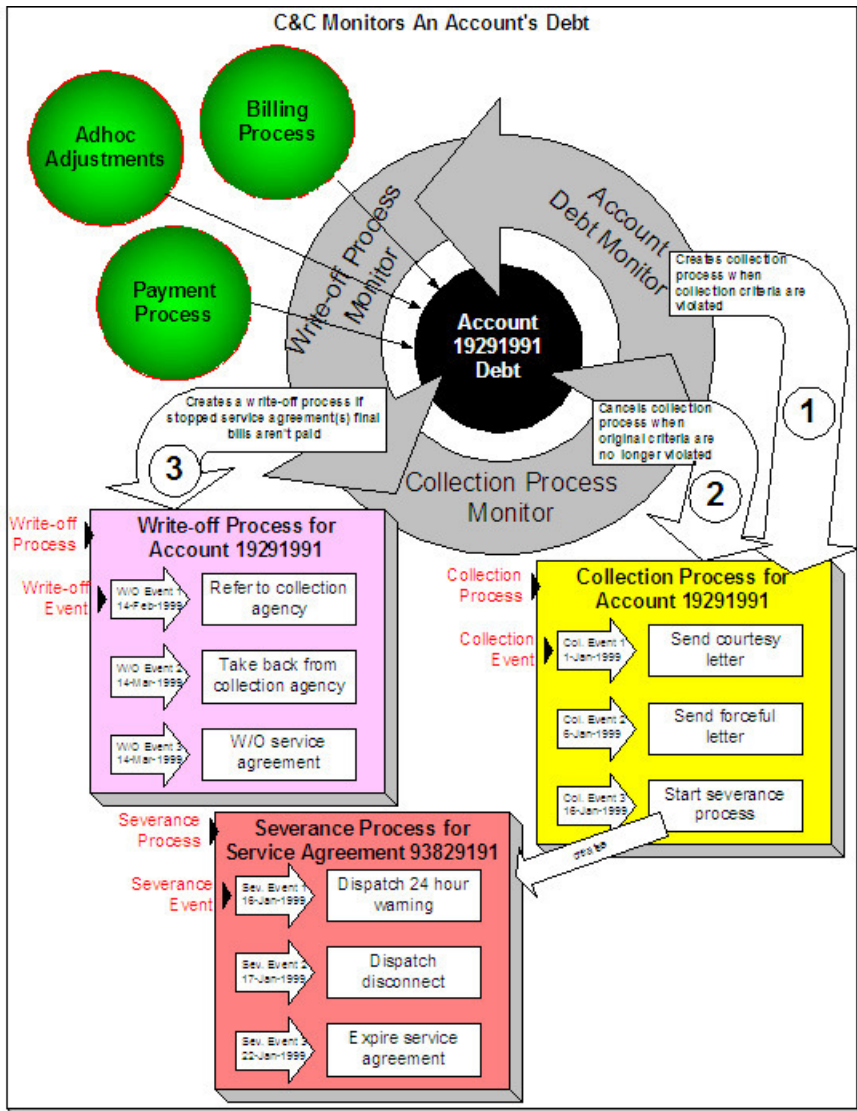 C&C Monitors An Account's Debt
Billing
Process
Adhoc
Adjustments
Payment
Process
Write-off Process
Monitor
Account
Debt Monitor
Collection Process
Monitor
Account
19291991
Debt
Creates collection
process when
collection criteria are
violated
1
Cancels collection
process when
original criteria are
no longer violated
2
Creates a write-off process if
stopped service agreement(s) final
bills aren't paid
3
Write-off
Process
Write-off Process for
Account 19291991
Write-off
Event
W/O Event 1
14-Feb-1999
Refer to collection
agency
W/O Event 2
14-Mar-1999
Take back from
collection agency
W/O Event 3
14-Mar-1999
W/O service
agreement
Collection
Process
Collection Process for
Account 19291991
Collection
Event
Col. Event 1
1-Jan-1999
Send courtesy
letter
Col. Event 2
6-Jan-1999
Send forceful
letter
Col. Event 3
16-Jan-1999
Start severance
process
Severance
Process
Severance Process for
Service Agreement 93829191
Severance
Event
Sev. Event 1
16-Jan-1999
Dispatch 24 hour
warning
Sev. Event 2
17-Jan-1999
Dispatch
disconnect
Sev. Event 3
22-Jan-1999
Expire service
agreement